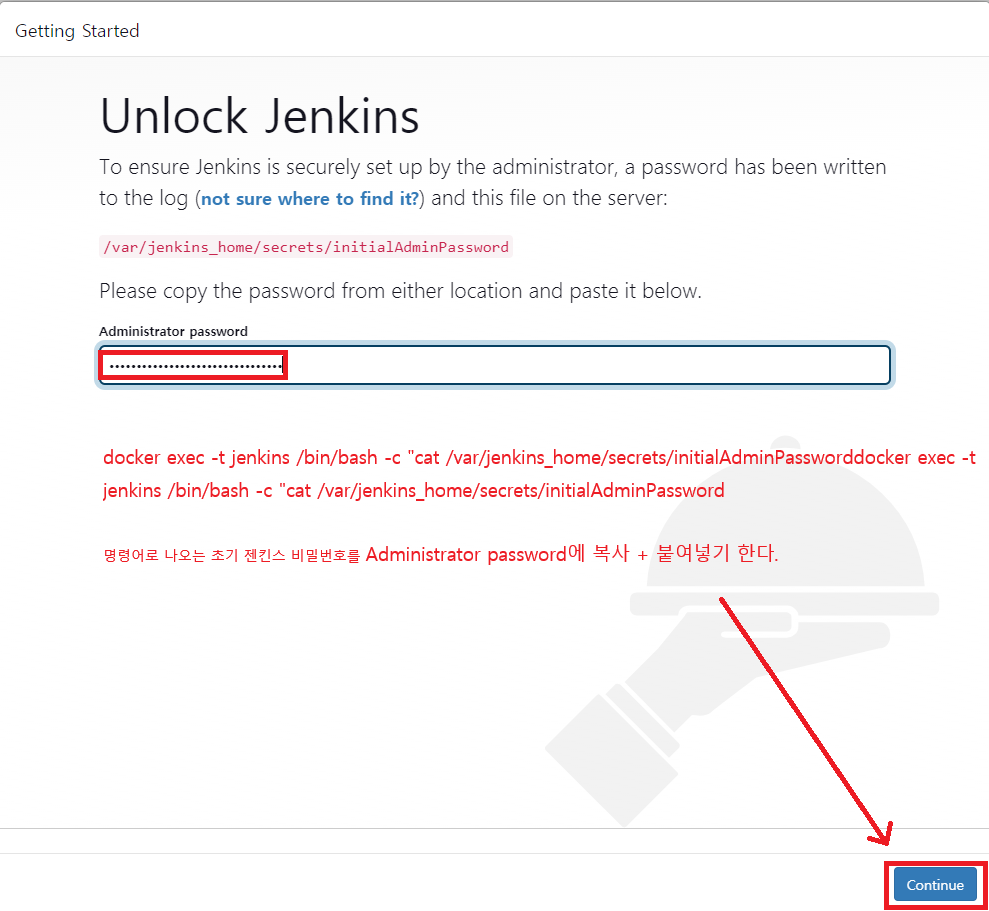 Getting Started
Unlock Jenkins
To ensure Jenkins is securely set up by the administrator, a password has been written
to the log (not sure where to find it?) and this file on the server:
/var/jenkins_home/secrets/initialAdminPassword
Please copy the password from either location and paste it below.
Administrator password
docker exec -t jenkins /bin/bash -c "cat /var/jenkins_home/secrets/initialAdminPassworddocker exec -t
jenkins /bin/bash -c "cat /var/jenkins_home/secrets/initialAdminPassword
명령어로 나오는 초기 젠킨스 비밀번호를 Administrator password에 복사 + 붙여넣기 한다.
Continue